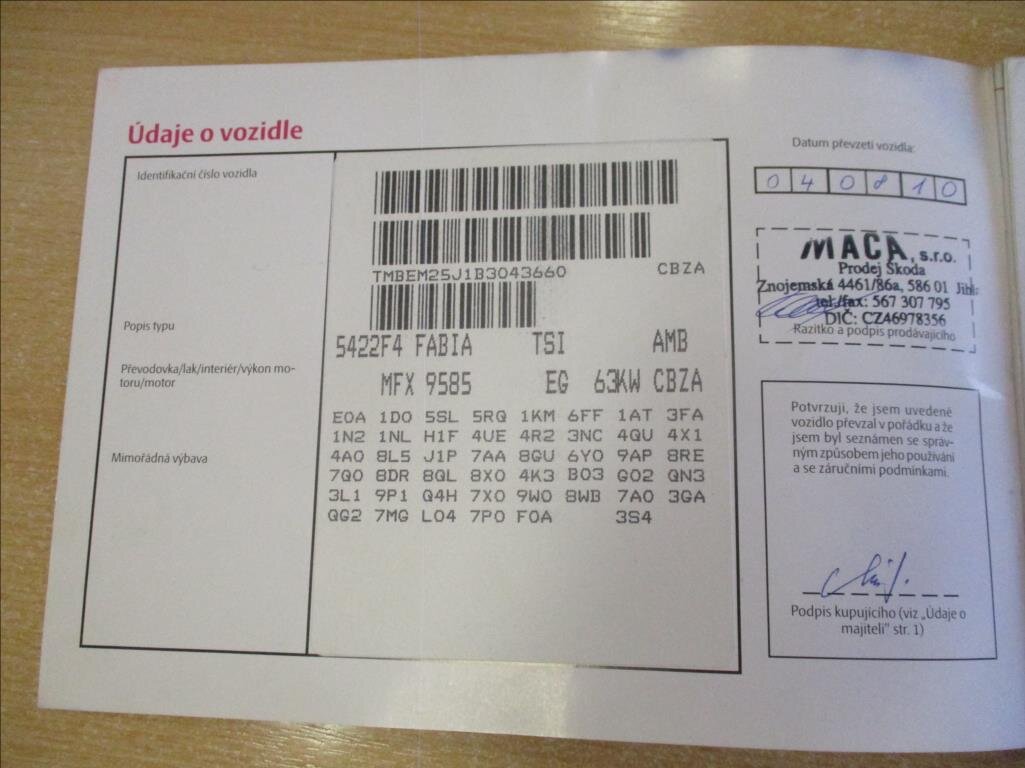 Údaje o vozidle
Identifikační číslo vozidla
TMBEM25J1B3043660 CBZA
Popis typu
5422F4 FABIA TSI AMB
Převodovka/lak/interiér/výkon mo-
toru/motor
MFX 9585 EG 63KW CBZA
Mimořádná výbava
E0A 1D0 5SL 5RQ 1KM 6FF 1AT 3FA
1N2 1NL H1F 4UE 4R2 3NC 4QU 4X1
4A0 8L5 J1P 7AA 8GU 6Y0 9AP 8RE
7Q0 8DR 8QL 8X0 4K3 B03 G02 QN3
3L1 9P1 Q4H 7X0 9W0 8WB 7A0 3GA
QG2 7MG L04 7P0 F0A 3S4
Datum převzetí vozidla:
0 4 0 8 1 0
MACA, s.r.o.
Prodej Škoda
Znojemská 4461/86a, 586 01 Jihl
tel./fax: 567 307 795
DIČ: CZ46978356
Razítko a podpis prodávajícího
Potvrzuji, že jsem uvedené
vozidlo převzal v pořádku a že
jsem byl seznámen se správ-
ným způsobem jeho používání
a se záručními podmínkami.
Podpis kupujícího (viz „Údaje o
majiteli" str. 1)